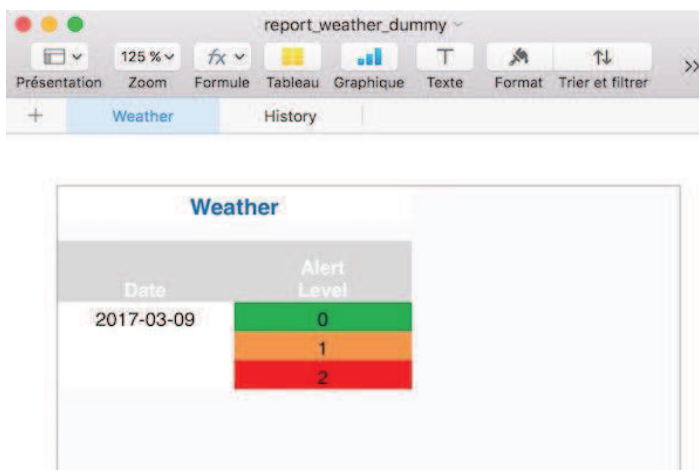 report_weather_dummy
125 %
fx
T
Présentation Zoom Formule Tableau Graphique Texte Format Trier et filtrer
+ Weather History
Weather
Alert
Date Level
2017-03-09 0
1
2